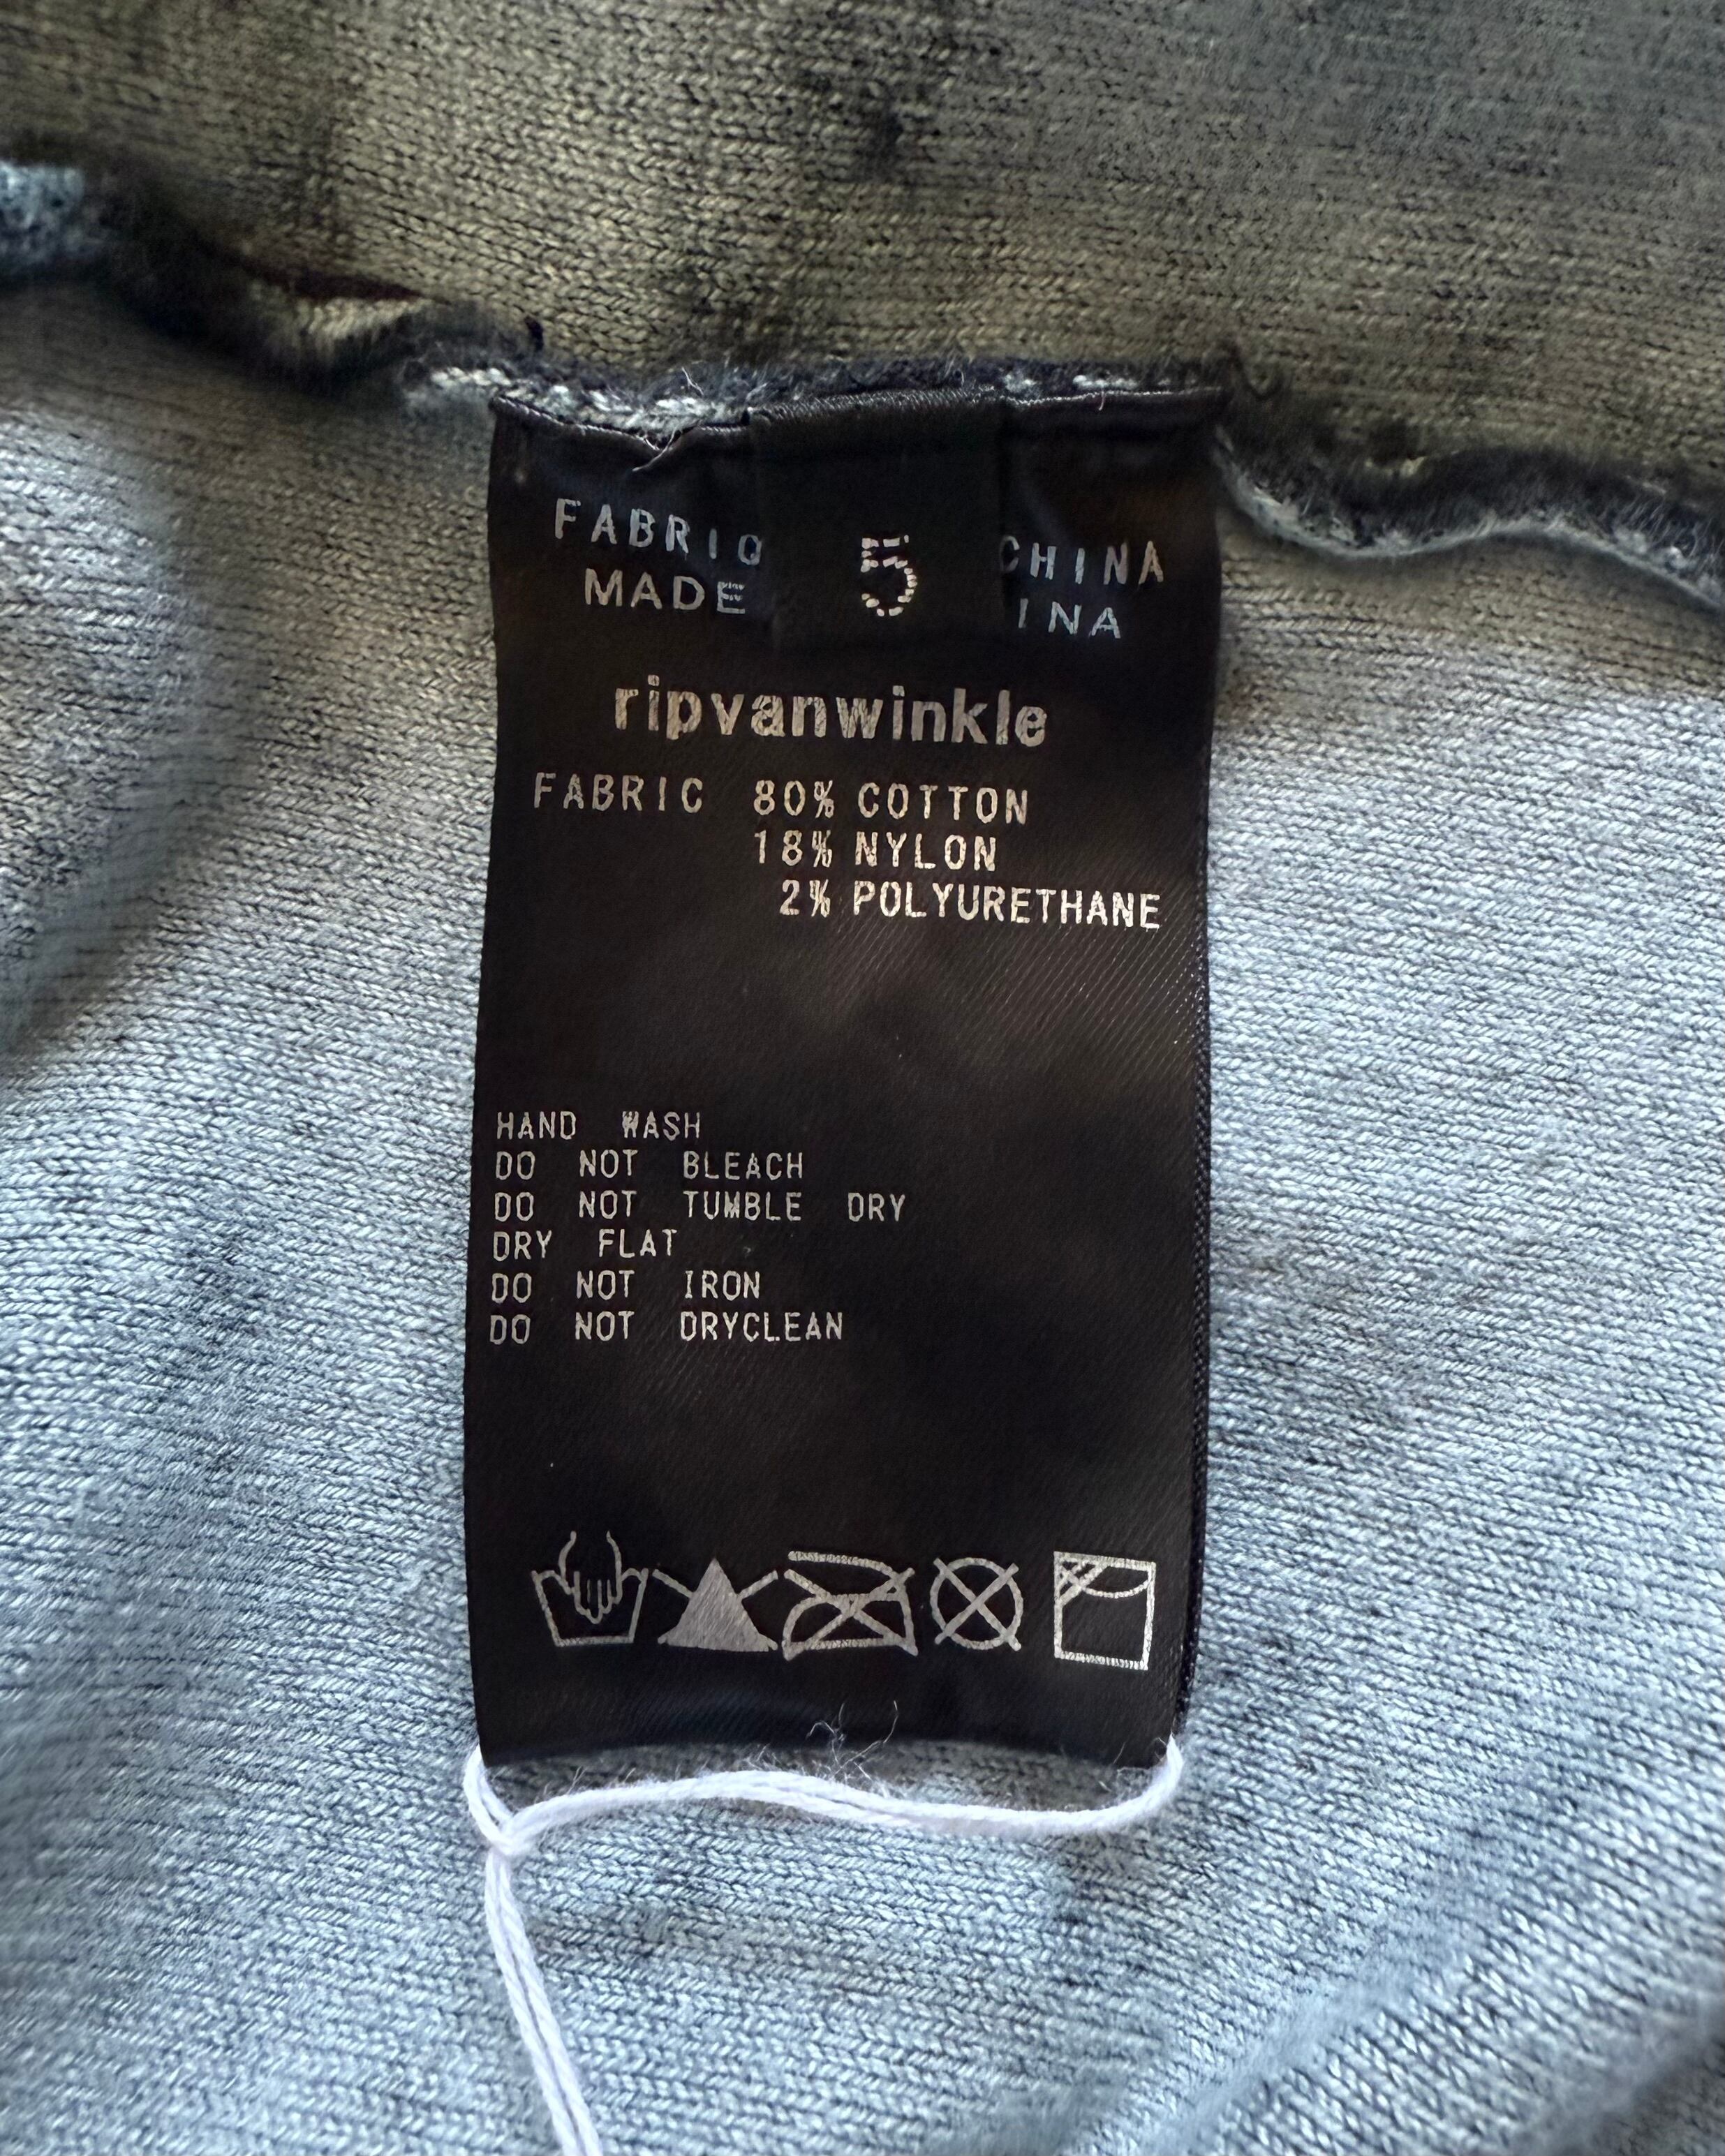 FABRIC 5 CHINA
MADE INA
ripvanwinkle
FABRIC 80% COTTON
18% NYLON
2% POLYURETHANE
HAND WASH
DO NOT BLEACH
DO NOT TUMBLE DRY
DRY FLAT
DO NOT IRON
DO NOT DRYCLEAN